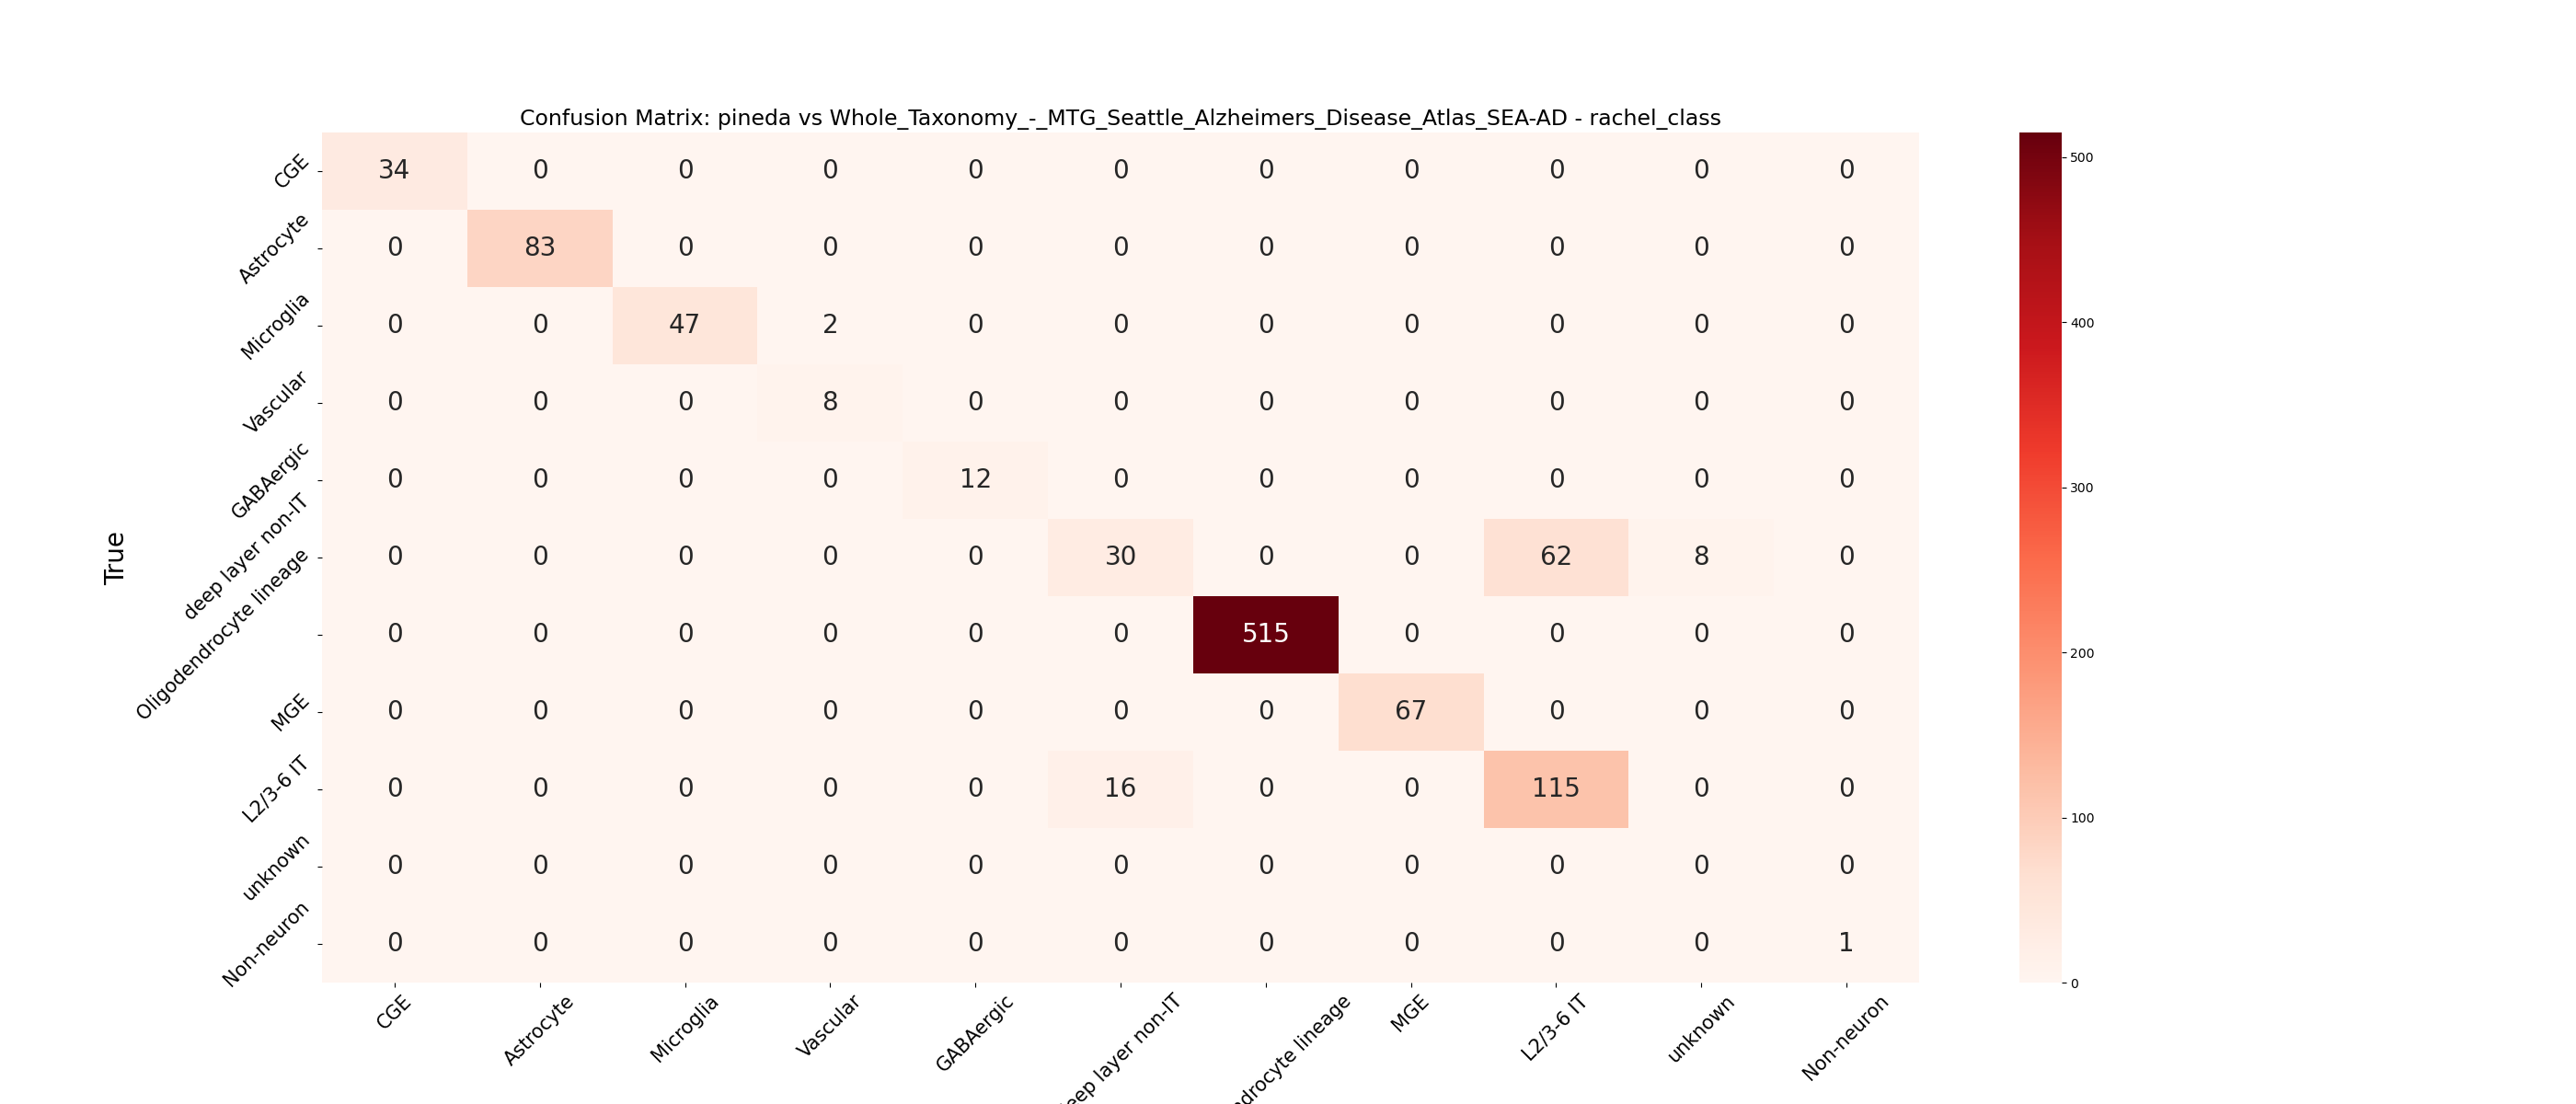 Confusion Matrix: pineda vs Whole_Taxonomy_-_MTG_Seattle_Alzheimers_Disease_Atlas_SEA-AD - rachel_class
True
CGE 34 0 0 0 0 0 0 0 0 0 0
Astrocyte 0 83 0 0 0 0 0 0 0 0 0
Microglia 0 0 47 2 0 0 0 0 0 0 0
Vascular 0 0 0 8 0 0 0 0 0 0 0
GABAergic 0 0 0 0 12 0 0 0 0 0 0
deep layer non-IT 0 0 0 0 0 30 0 0 62 8 0
Oligodendrocyte lineage 0 0 0 0 0 0 515 0 0 0 0
MGE 0 0 0 0 0 0 0 67 0 0 0
L2/3-6 IT 0 0 0 0 0 16 0 0 115 0 0
unknown 0 0 0 0 0 0 0 0 0 0 0
Non-neuron 0 0 0 0 0 0 0 0 0 0 1
CGE Astrocyte Microglia Vascular GABAergic eep layer non-IT ndrocyte lineage MGE L2/3-6 IT unknown Non-neuron
500
400
300
200
100
0